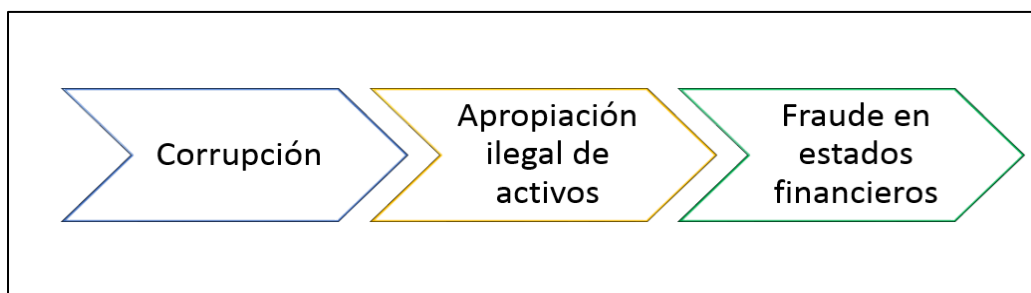 Corrupción
Apropiación
ilegal de
activos
Fraude en
estados
financieros